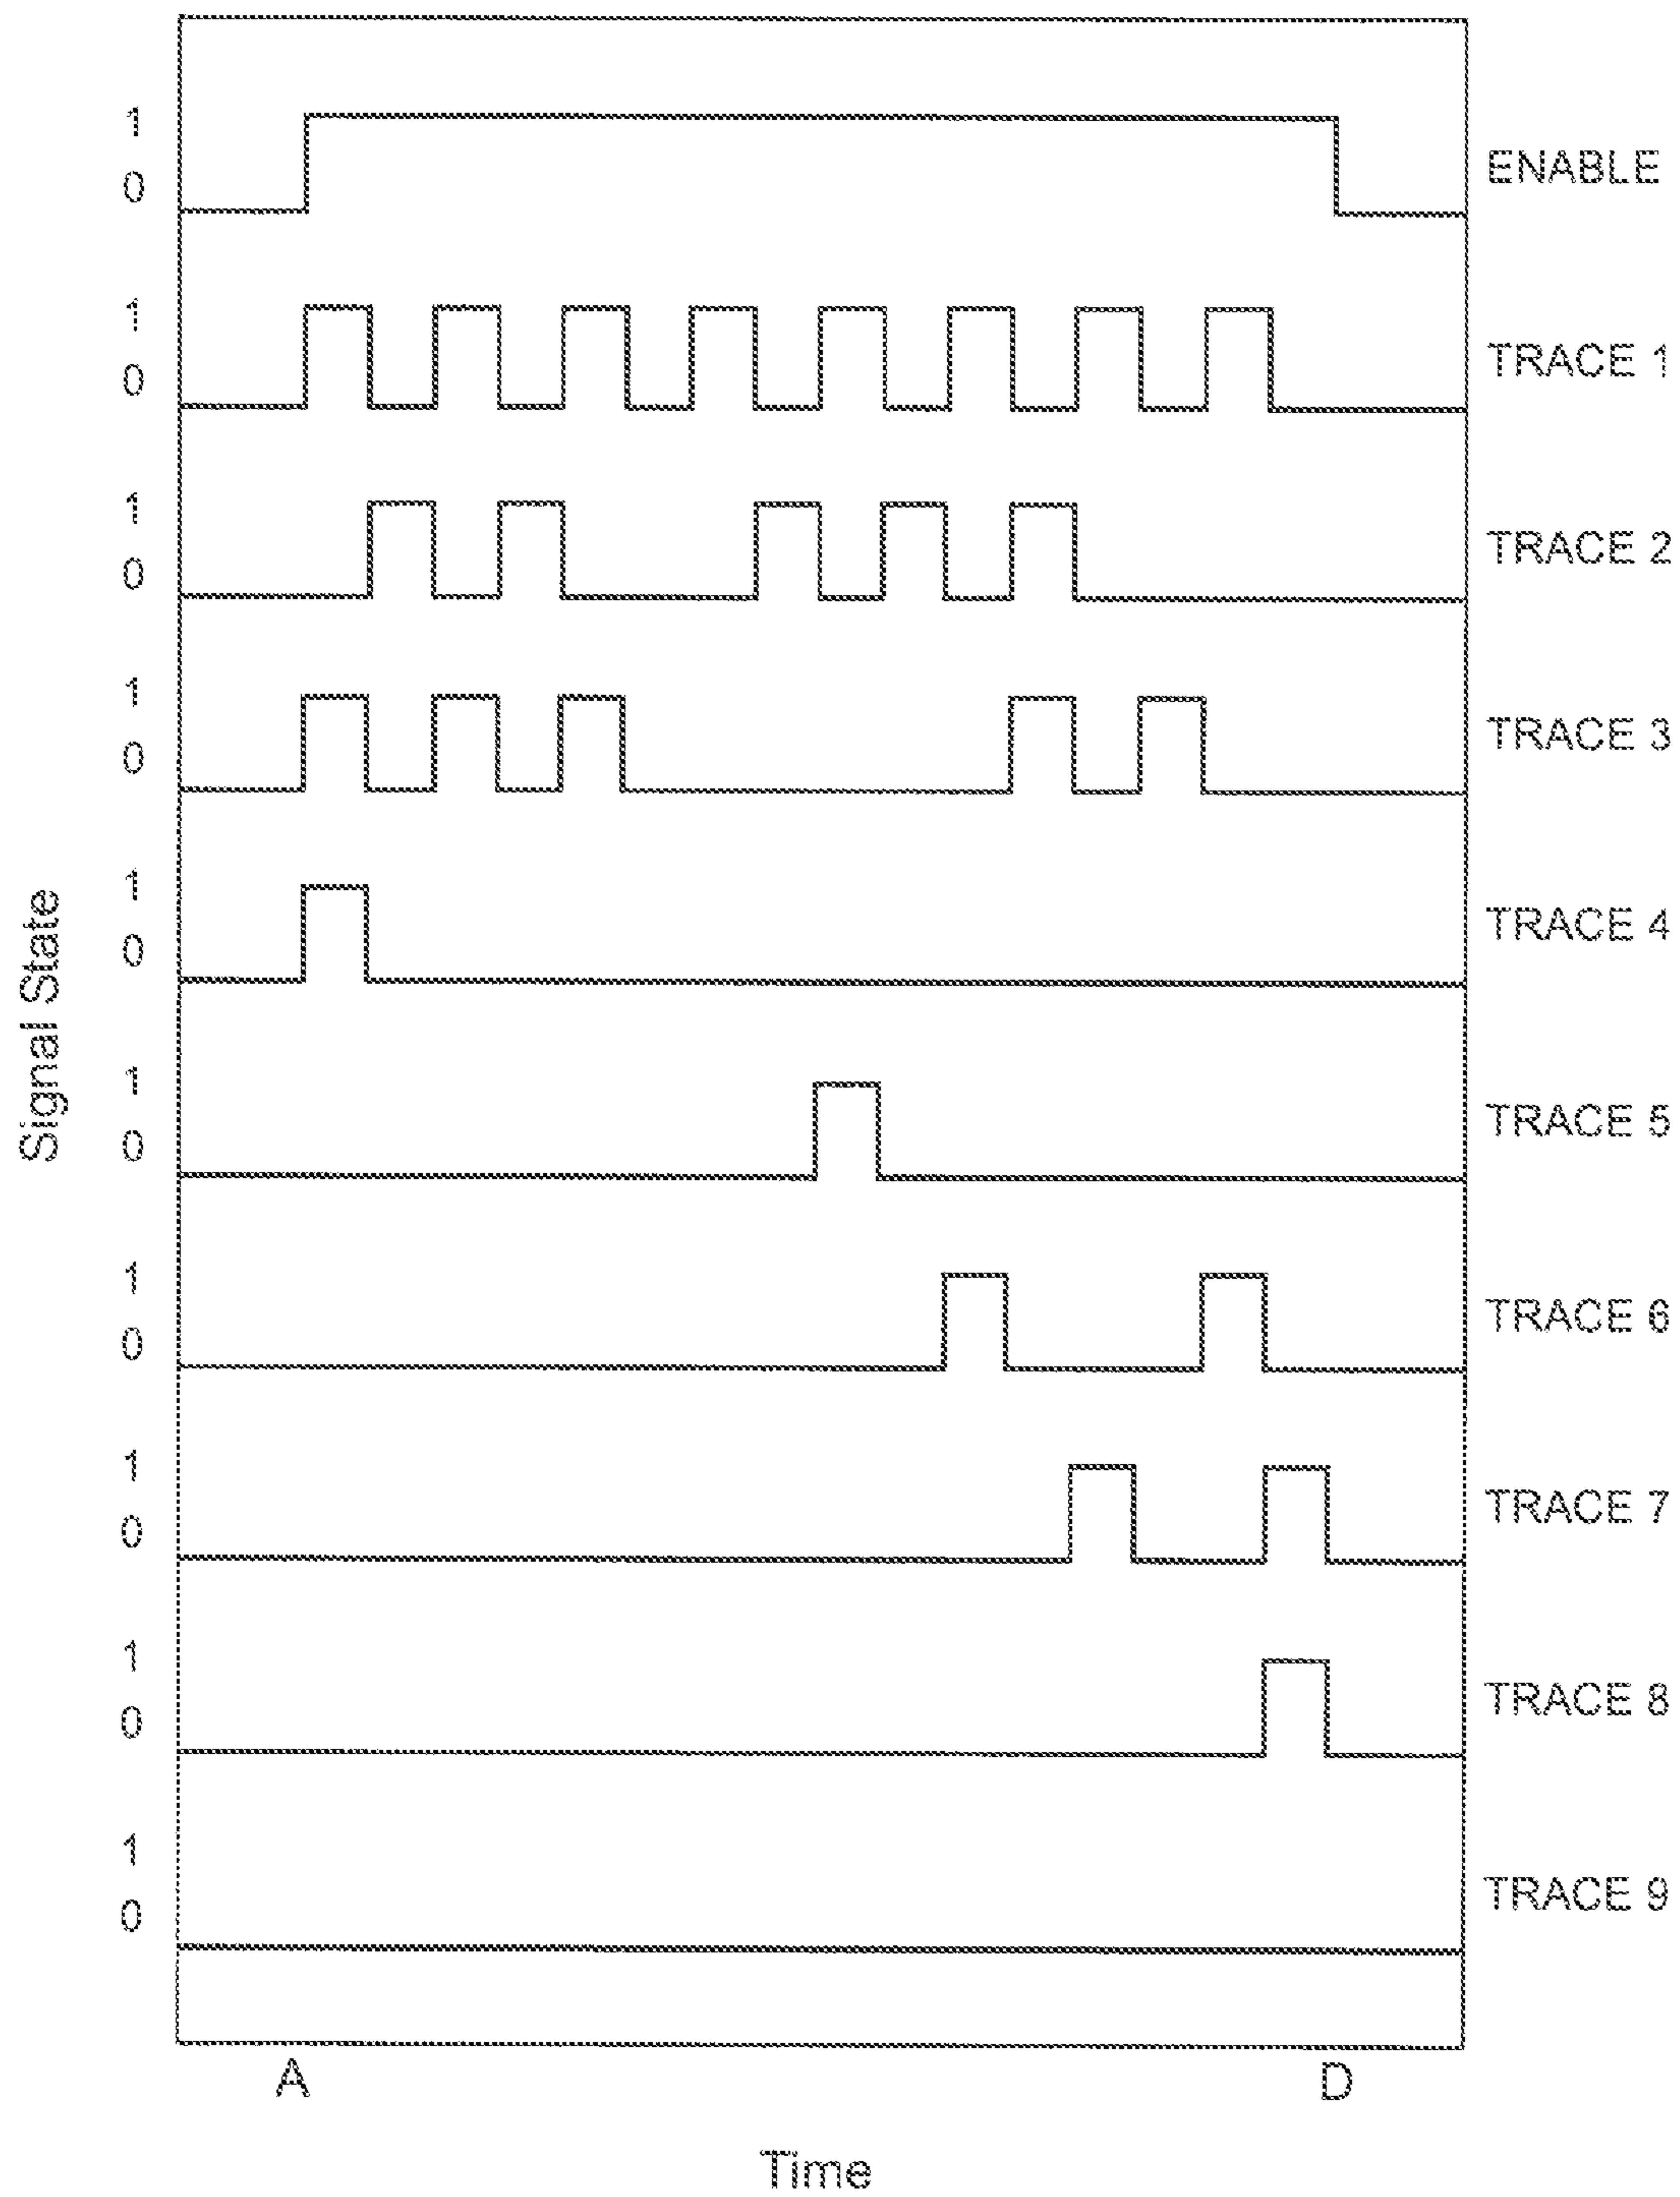 1
0
ENABLE
1
0
TRACE 1
1
0
TRACE 2
1
0
TRACE 3
1
0
TRACE 4
1
0
TRACE 5
1
0
TRACE 6
1
0
TRACE 7
1
0
TRACE 8
1
0
TRACE 9
Signal State
A
D
Time